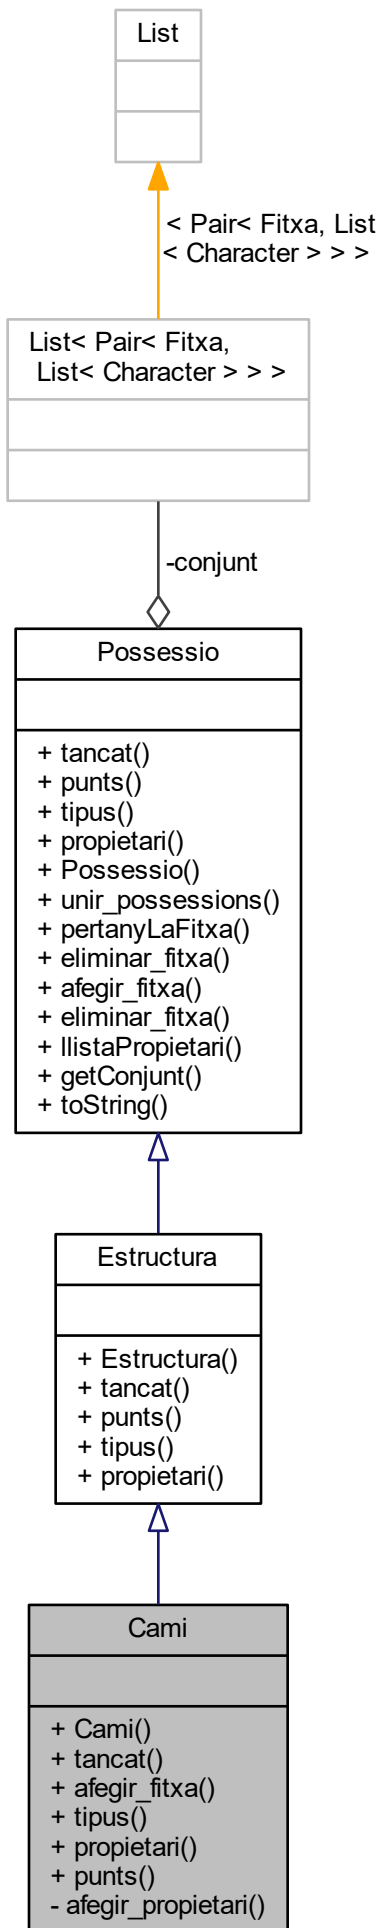 List
< Pair< Fitxa, List
< Character > > >
List< Pair< Fitxa,
List< Character > > >
-conjunt
Possessio
+ tancat()
+ punts()
+ tipus()
+ propietari()
+ Possessio()
+ unir_possessions()
+ pertanyLaFitxa()
+ eliminar_fitxa()
+ afegir_fitxa()
+ eliminar_fitxa()
+ llistaPropietari()
+ getConjunt()
+ toString()
Estructura
+ Estructura()
+ tancat()
+ punts()
+ tipus()
+ propietari()
Cami
+ Cami()
+ tancat()
+ afegir_fitxa()
+ tipus()
+ propietari()
+ punts()
- afegir_propietari()